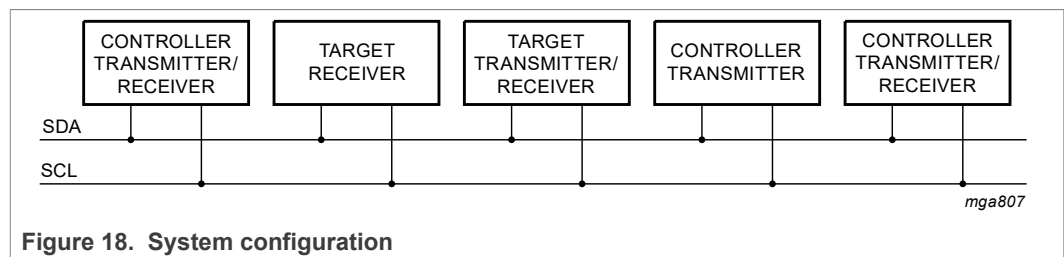 CONTROLLER
TRANSMITTER/
RECEIVER
TARGET
RECEIVER
TARGET
TRANSMITTER/
RECEIVER
CONTROLLER
TRANSMITTER
CONTROLLER
TRANSMITTER/
RECEIVER
SDA
SCL
mga807
Figure 18. System configuration